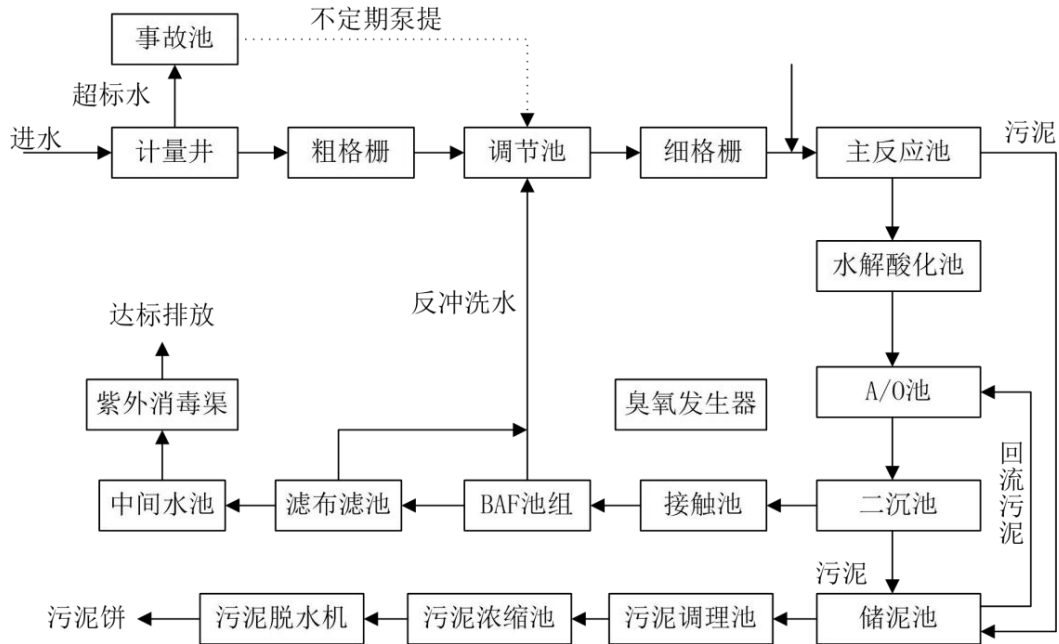 不定期泵提
事故池
超标水
进水
计量井
粗格栅
调节池
细格栅
主反应池
污泥
水解酸化池
反冲洗水
达标排放
紫外消毒渠
臭氧发生器
A/O池
回流污泥
中间水池
滤布滤池
BAF池组
接触池
二沉池
污泥
污泥饼
污泥脱水机
污泥浓缩池
污泥调理池
储泥池